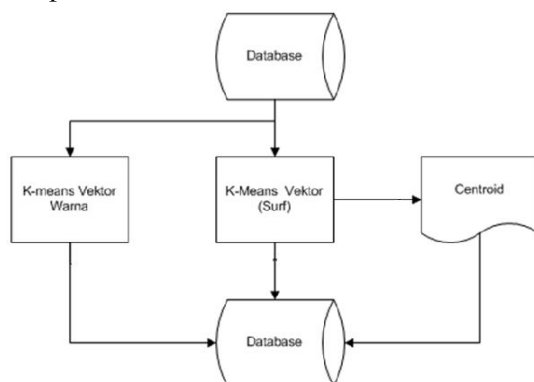 Database
K-means Vektor
Warna
K-Means Vektor
(Surf)
Centroid
Database